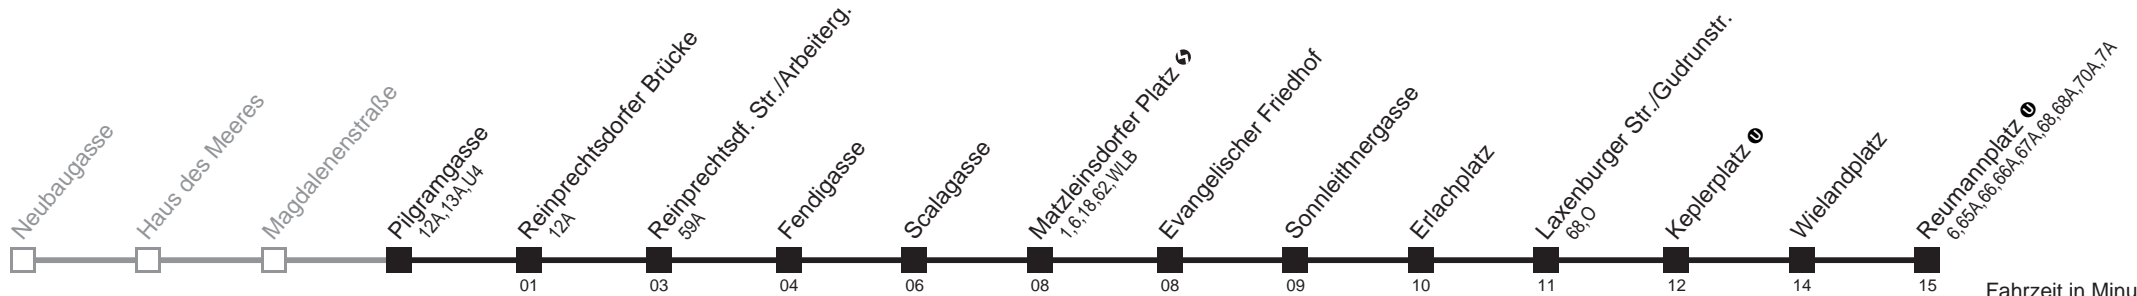 Neubaugasse
Haus des Meeres
Magdalenenstraße
Pilgramgasse
12A,13A,U4
Reinprechtsdorfer Brücke
12A
Reinprechtsdf. Str./Arbeiterg.
59A
Fendigasse
Scalagasse
Matzleinsdorfer Platz
1,6,18,62,WLB
Evangelischer Friedhof
Sonnleithnergasse
Erlachplatz
Laxenburger Str./Gudrunstr.
68,O
Keplerplatz U
Wielandplatz
Reumannplatz U
6,65A,66,66A,67A,68,68A,70A,7A
01 03 04 06 08 08 09 10 11 12 14 15
Fahrzeit in Minu